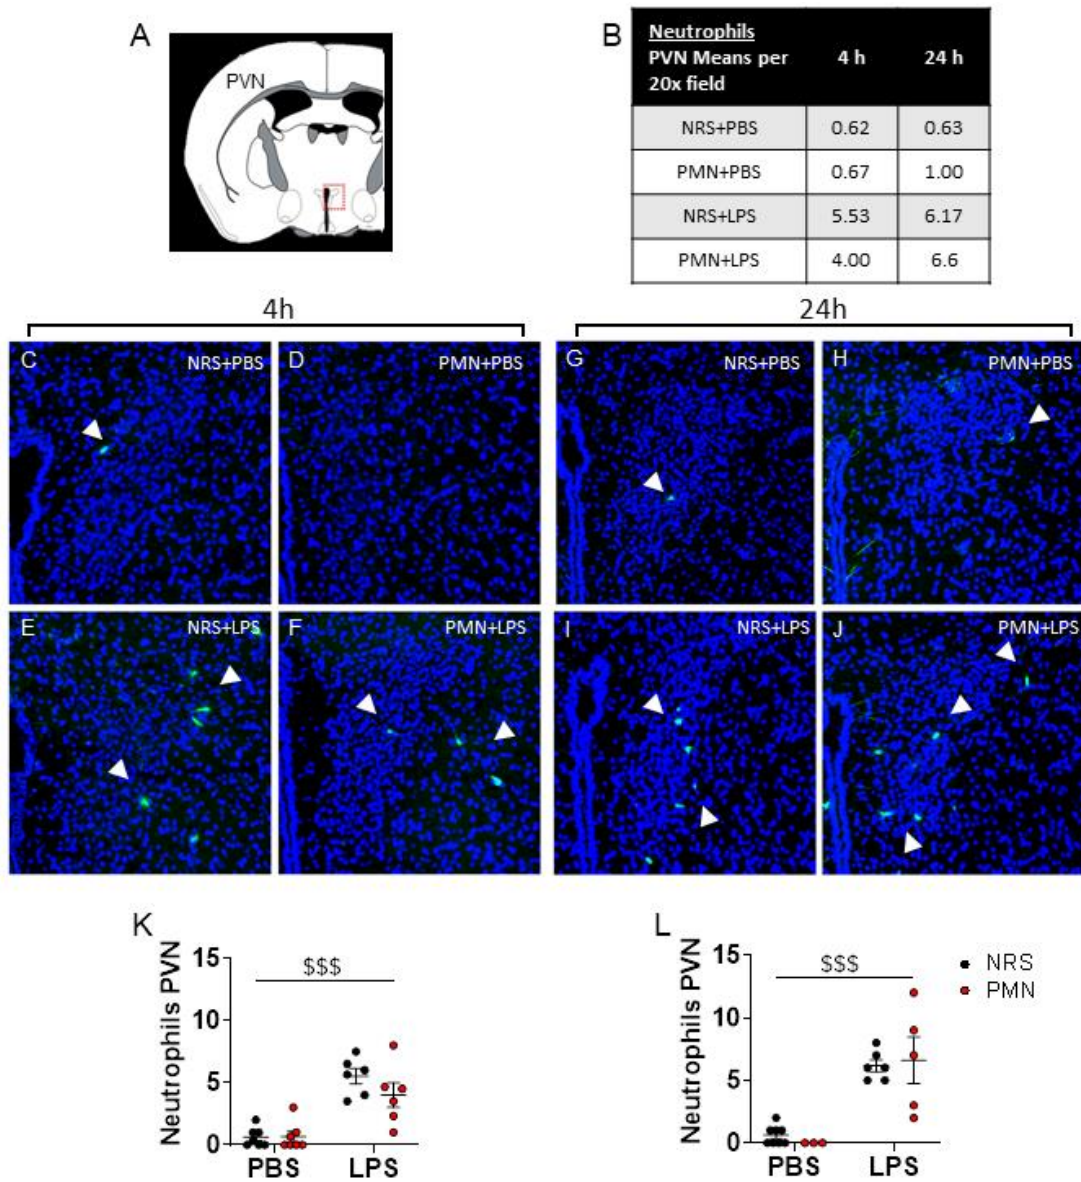 A
PVN
B
Neutrophils
PVN Means per
20x field
4 h
24 h
NRS+PBS
0.62
0.63
PMN+PBS
0.67
1.00
NRS+LPS
5.53
6.17
PMN+LPS
4.00
6.6
4h
24h
C
NRS+PBS
D
PMN+PBS
G
NRS+PBS
H
PMN+PBS
E
NRS+LPS
F
PMN+LPS
I
NRS+LPS
J
PMN+LPS
K
Neutrophils PVN
15
10
5
0
$$$
PBS
LPS
L
Neutrophils PVN
15
10
5
0
$$$
PBS
LPS
NRS
PMN